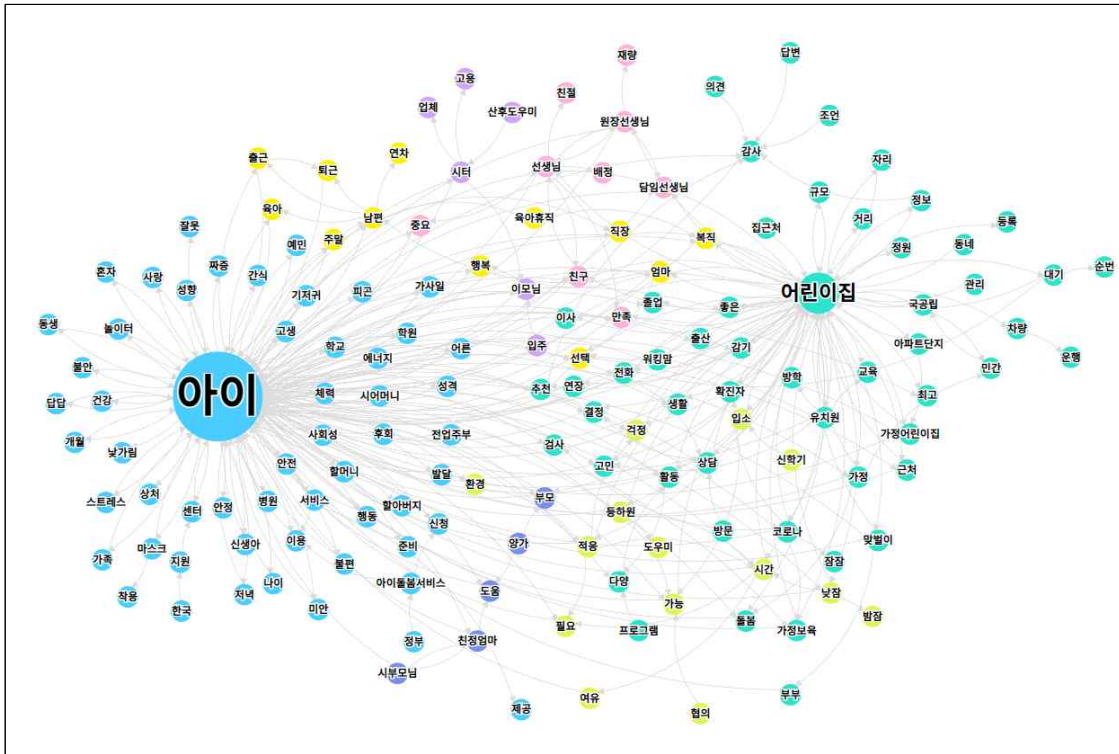 재량
답변
고용
친절
의견
업체
산후도우미
원장선생님
조언
연차
감사
출근
퇴근
시터
선생님
배정
담임선생님
자리
규모
정보
육아
남편
중요
육아휴직
직장
복직
집근처
거리
등록
잘못
예민
주말
정원
동네
혼자
사랑
성향
짜증
간식
행복
친구
엄마
대기
순번
기저귀
피곤
가사일
이모님
어린이집
관리
국공립
동생
놀이터
고생
학원
이사
만족
졸업
좋은
차량
운행
학교
에너지
어른
입주
선택
워킹맘
출산
감기
아파트단지
민간
불안
전화
교육
아이
체력
시어머니
성격
추천
연장
방학
확진자
최고
답답
건강
결정
생활
입소
유치원
가정어린이집
개월
낯가림
사회성
후회
전업주부
검사
걱정
안전
할머니
발달
환경
고민
활동
상담
신학기
가정
근처
스트레스
상처
센터
안정
병원
서비스
할아버지
부모
행동
신청
등하원
마스크
신생아
이용
준비
양가
방문
코로나
맞벌이
가족
지원
불편
적응
도우미
잠잠
착용
한국
저녁
나이
미안
아이돌봄서비스
도움
다양
시간
낮잠
가능
정부
친정엄마
필요
프로그램
돌봄
가정보육
밤잠
시부모님
제공
여유
협의
부부